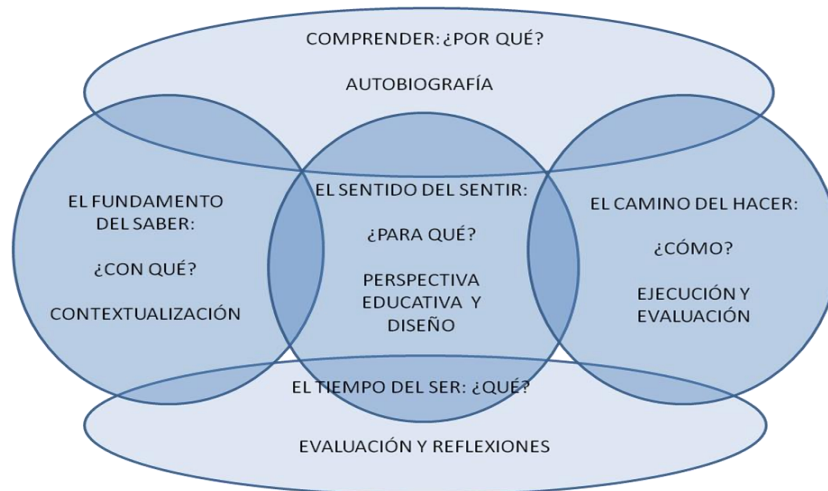 COMPRENDER: ¿POR QUÉ?
AUTOBIOGRAFÍA
EL FUNDAMENTO
DEL SABER:
¿CON QUÉ?
CONTEXTUALIZACIÓN
EL SENTIDO DEL SENTIR:
¿PARA QUÉ?
PERSPECTIVA
EDUCATIVA Y
DISEÑO
EL CAMINO DEL HACER:
¿CÓMO?
EJECUCIÓN Y
EVALUACIÓN
EL TIEMPO DEL SER: ¿QUÉ?
EVALUACIÓN Y REFLEXIONES